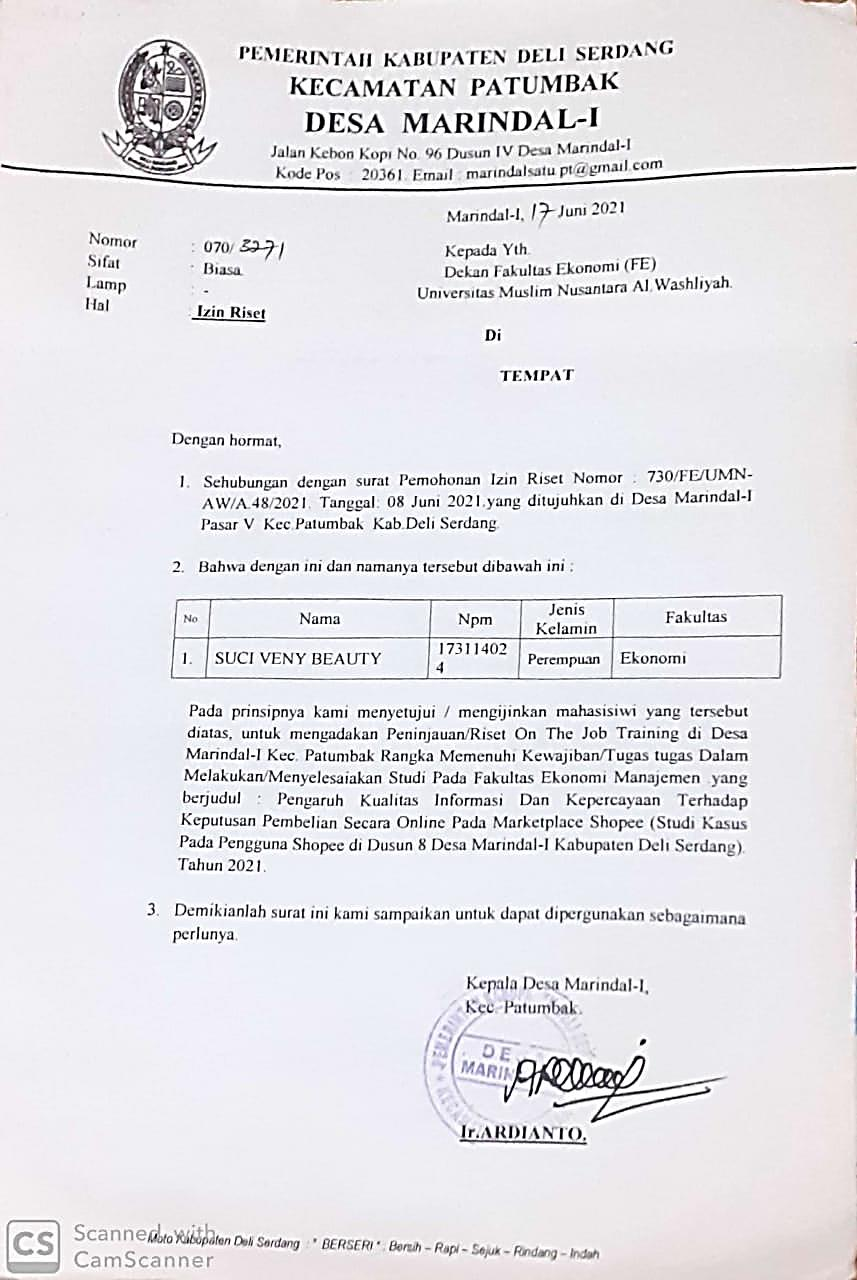 PEMERINTAH KABUPATEN DELI SERDANG
KECAMATAN PATUMBAK
DESA MARINDAL-I
Jalan Kebon Kopi No. 96 Dusun IV Desa Marindal-I
Kode Pos : 20361. Email : marindalsatu.pt@gmail.com
Marindal-I, 17 Juni 2021
Nomor : 070/ 3271
Sifat : Biasa
Lamp : -
Hal : Izin Riset
Kepada Yth.
Dekan Fakultas Ekonomi (FE)
Universitas Muslim Nusantara Al.Washliyah.
Di
TEMPAT
Dengan hormat,
1. Sehubungan dengan surat Pemohonan Izin Riset Nomor : 730/FE/UMN-
AW/A.48/2021. Tanggal: 08 Juni 2021.yang ditujuhkan di Desa Marindal-I
Pasar V Kec.Patumbak Kab.Deli Serdang.
2. Bahwa dengan ini dan namanya tersebut dibawah ini :
No Nama Npm Jenis Kelamin Fakultas
1. SUCI VENY BEAUTY 173114024 Perempuan Ekonomi
Pada prinsipnya kami menyetujui / mengijinkan mahasisiwi yang tersebut
diatas, untuk mengadakan Peninjauan/Riset On The Job Training di Desa
Marindal-I Kec. Patumbak Rangka Memenuhi Kewajiban/Tugas tugas Dalam
Melakukan/Menyelesaiakan Studi Pada Fakultas Ekonomi Manajemen .yang
berjudul : Pengaruh Kualitas Informasi Dan Kepercayaan Terhadap
Keputusan Pembelian Secara Online Pada Marketplace Shopee (Studi Kasus
Pada Pengguna Shopee di Dusun 8 Desa Marindal-I Kabupaten Deli Serdang).
Tahun 2021.
3. Demikianlah surat ini kami sampaikan untuk dapat dipergunakan sebagaimana
perlunya.
Kepala Desa Marindal-I,
Kec. Patumbak.
Ir.ARDIANTO.
Moto Kabupaten Deli Serdang : " BERSERI " : Bersih – Rapi – Sejuk – Rindang – Indah
CS Scanned with
CamScanner